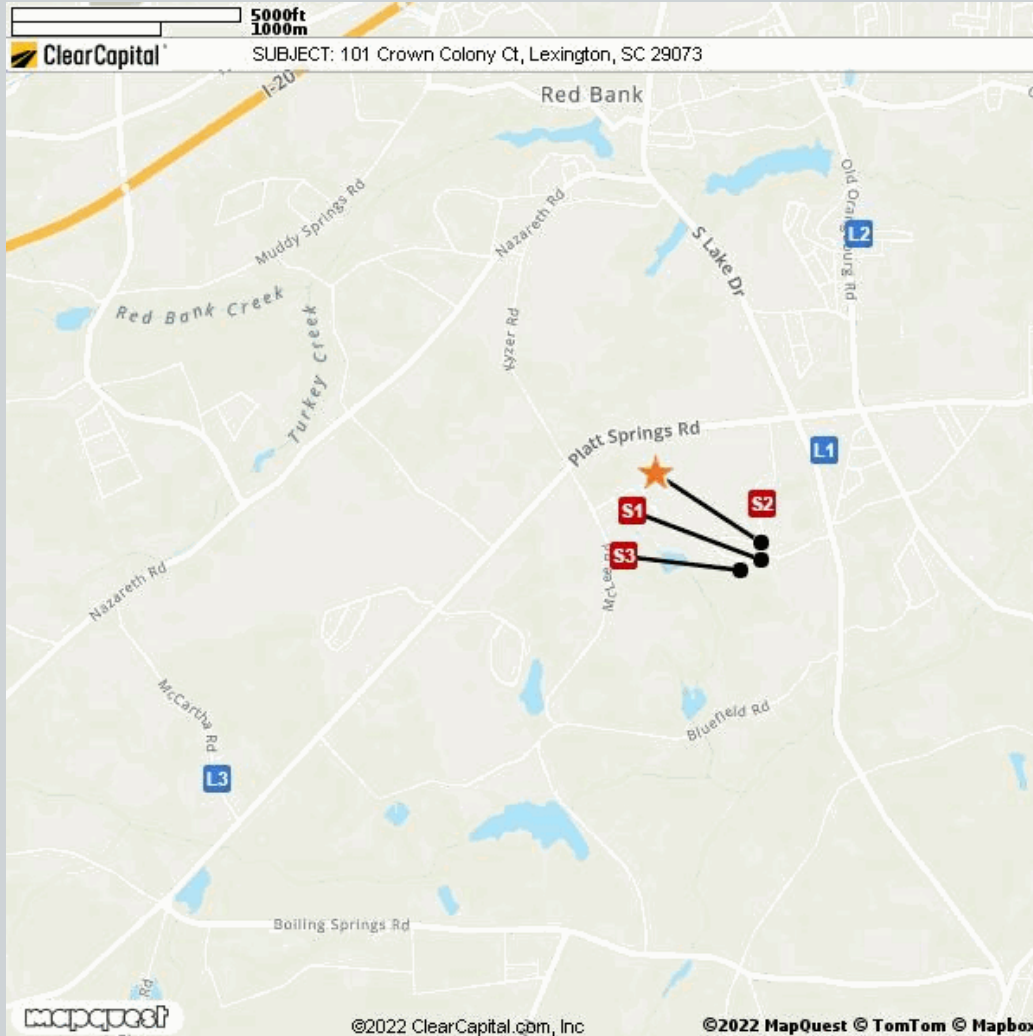 5000ft
1000m
ClearCapital
SUBJECT: 101 Crown Colony Ct, Lexington, SC 29073
I-20
Red Bank
Muddy Springs Rd
Nazareth Rd
Old Orangeburg Rd
L2
S Lake Dr
Red Bank Creek
Turkey Creek
Kyzer Rd
Platt Springs Rd
L1
S1
S2
S3
McLee Rd
Nazareth Rd
McCartha Rd
Bluefield Rd
L3
Boiling Springs Rd
Rd
mapquest
©2022 ClearCapital.com, Inc
©2022 MapQuest © TomTom © Mapbox